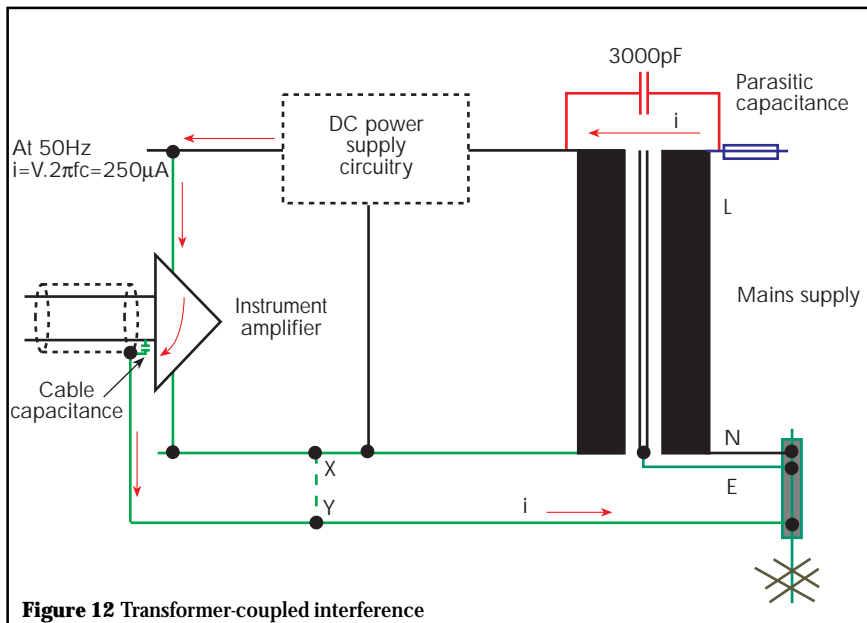 3000pF
Parasitic
capacitance
i
DC power
supply
circuitry
At 50Hz
i=V.2πfc=250µA
L
Instrument
amplifier
Mains supply
Cable
capacitance
N
X
E
Y
i
Figure 12 Transformer-coupled interference